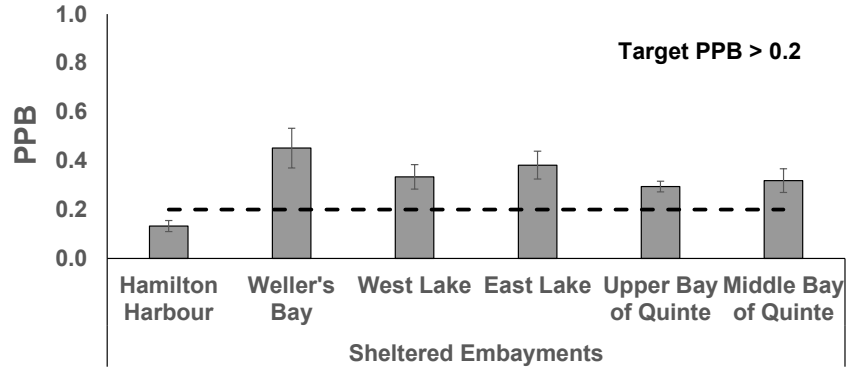 1.0
0.8
0.6
0.4
0.2
0.0
PPB
Target PPB > 0.2
Hamilton
Harbour
Weller's
Bay
West Lake
East Lake
Upper Bay
of Quinte
Middle Bay
of Quinte
Sheltered Embayments